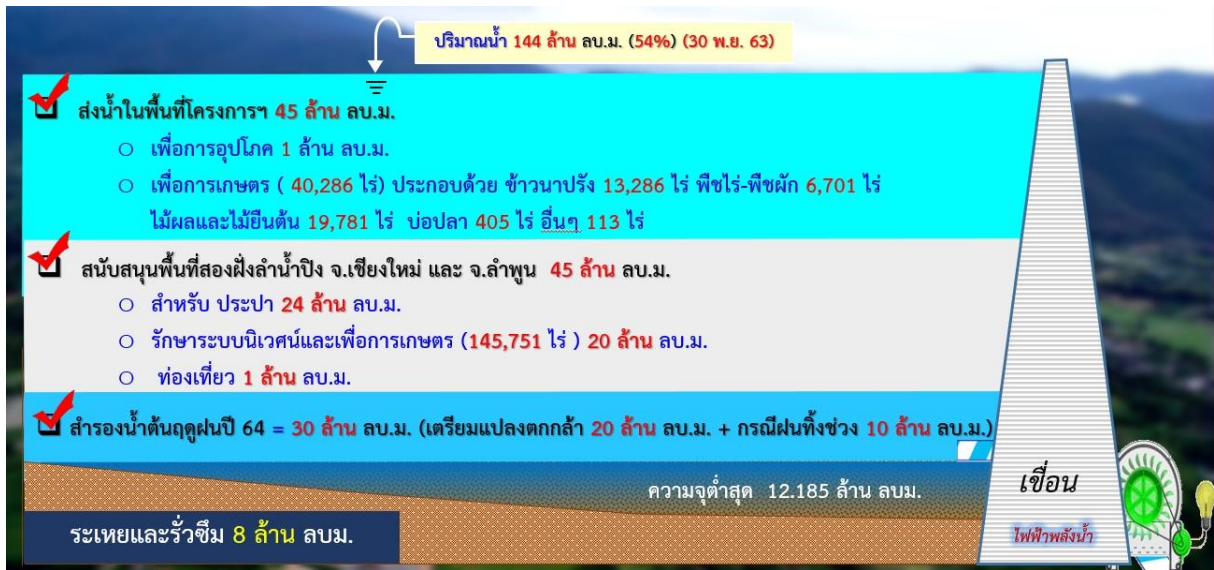 ปริมาณน้ำ 144 ล้าน ลบ.ม. (54%) (30 พ.ย. 63)
ส่งน้ำในพื้นที่โครงการฯ 45 ล้าน ลบ.ม.
เพื่อการอุปโภค 1 ล้าน ลบ.ม.
เพื่อการเกษตร ( 40,286 ไร่) ประกอบด้วย ข้าวนาปรัง 13,286 ไร่ พืชไร่-พืชผัก 6,701 ไร่
ไม้ผลและไม้ยืนต้น 19,781 ไร่ บ่อปลา 405 ไร่ อื่นๆ 113 ไร่
สนับสนุนพื้นที่สองฝั่งลำน้ำปิง จ.เชียงใหม่ และ จ.ลำพูน 45 ล้าน ลบ.ม.
สำหรับ ประปา 24 ล้าน ลบ.ม.
รักษาระบบนิเวศน์และเพื่อการเกษตร (145,751 ไร่ ) 20 ล้าน ลบ.ม.
ท่องเที่ยว 1 ล้าน ลบ.ม.
สำรองน้ำต้นฤดูฝนปี 64 = 30 ล้าน ลบ.ม. (เตรียมแปลงตกกล้า 20 ล้าน ลบ.ม. + กรณีฝนทิ้งช่วง 10 ล้าน ลบ.ม.)
ความจุต่ำสุด 12.185 ล้าน ลบม.
เขื่อน
ไฟฟ้าพลังน้ำ
ระเหยและรั่วซึม 8 ล้าน ลบม.